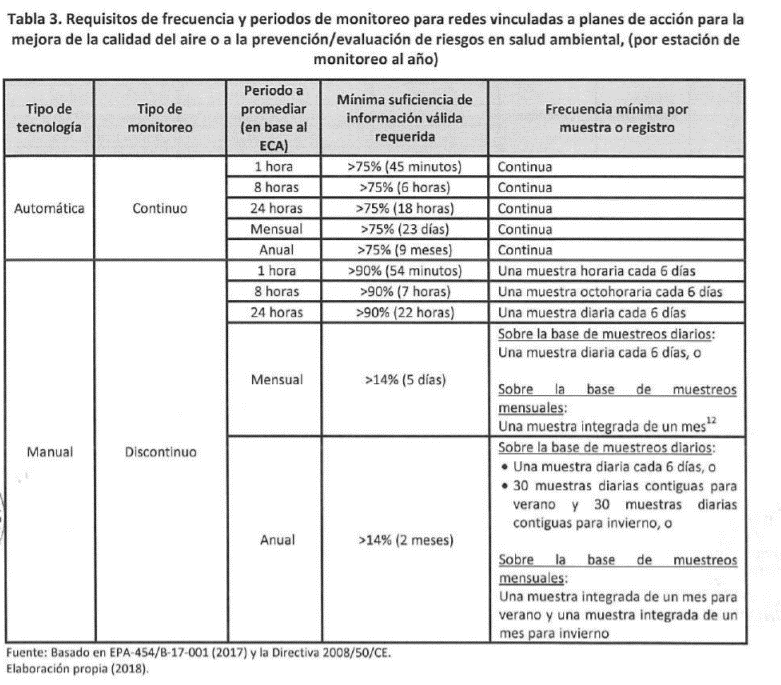 Tabla 3. Requisitos de frecuencia y periodos de monitoreo para redes vinculadas a planes de acción para la
mejora de la calidad del aire o a la prevención/evaluación de riesgos en salud ambiental, (por estación de
monitoreo al año)
Tipo de
tecnología
Tipo de
monitoreo
Periodo a
promediar
(en base al
ECA)
Mínima suficiencia de
información válida
requerida
Frecuencia mínima por
muestra o registro
Automática
Continuo
1 hora
>75% (45 minutos)
Continua
8 horas
>75% (6 horas)
Continua
24 horas
>75% (18 horas)
Continua
Mensual
>75% (23 días)
Continua
Anual
>75% (9 meses)
Continua
Manual
Discontinuo
1 hora
>90% (54 minutos)
Una muestra horaria cada 6 días
8 horas
>90% (7 horas)
Una muestra octohoraria cada 6 días
24 horas
>90% (22 horas)
Una muestra diaria cada 6 días
Mensual
>14% (5 días)
Sobre la base de muestreos diarios:
Una muestra diaria cada 6 días, o
Sobre la base de muestreos
mensuales:
Una muestra integrada de un mes¹²
Anual
>14% (2 meses)
Sobre la base de muestreos diarios:
• Una muestra diaria cada 6 días, o
• 30 muestras diarias contiguas para
verano y 30 muestras diarias
contiguas para invierno, o
Sobre la base de muestreos
mensuales:
Una muestra integrada de un mes para
verano y una muestra integrada de un
mes para invierno
Fuente: Basado en EPA-454/B-17-001 (2017) y la Directiva 2008/50/CE.
Elaboración propia (2018).